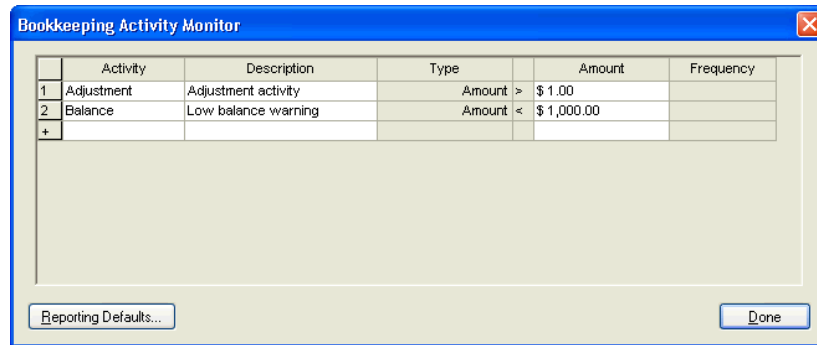 Bookkeeping Activity Monitor
Activity Description Type Amount Frequency
1 Adjustment Adjustment activity Amount > $ 1.00
2 Balance Low balance warning Amount < $ 1,000.00
+
Reporting Defaults... Done